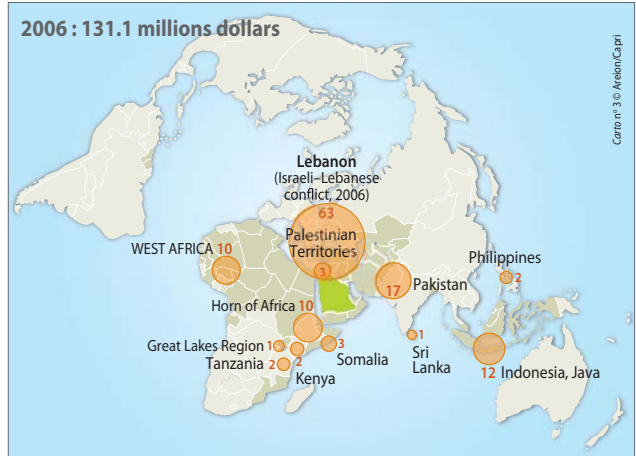 2006 : 131.1 millions dollars
Carto n° 3 © Areion/Capri
Lebanon
(Israeli–Lebanese
conflict, 2006)
63
Palestinian
Territories
3
WEST AFRICA 10
Philippines
2
17 Pakistan
Horn of Africa 10
Great Lakes Region 1
Tanzania 2
2
Kenya
3
Somalia
1
Sri
Lanka
12 Indonesia, Java